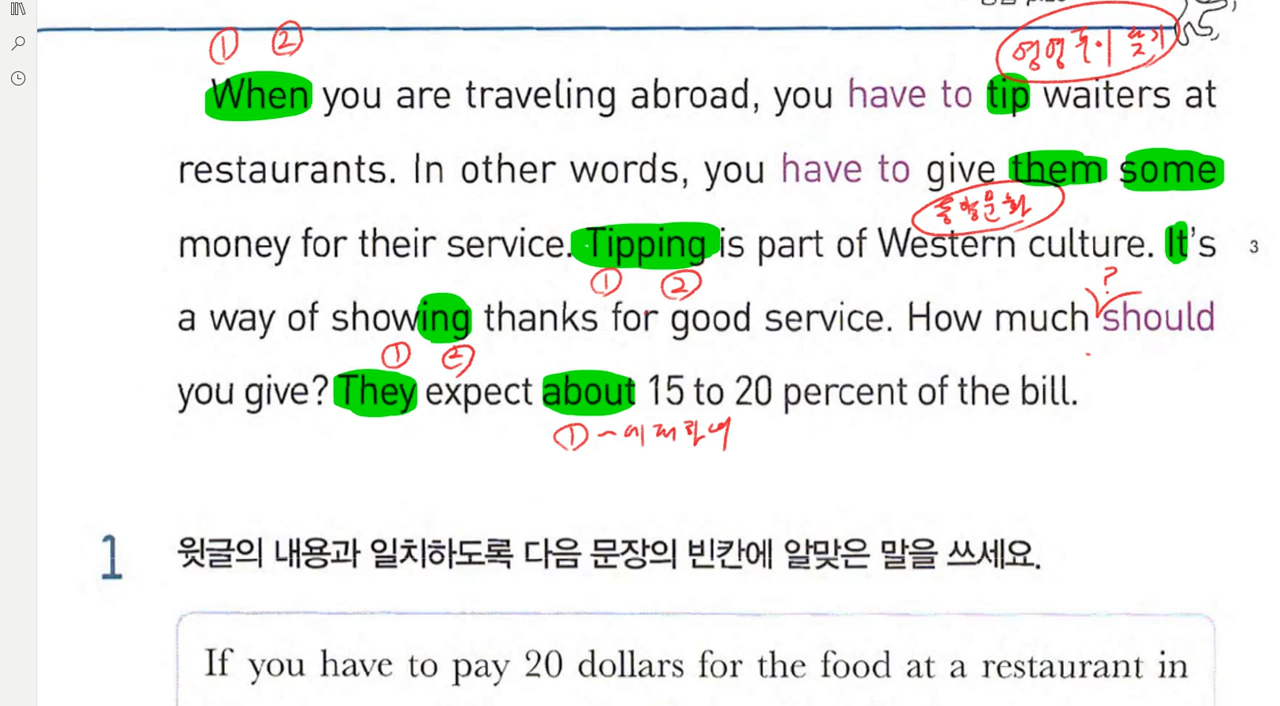 ① ②
영영풀이 쓰기
When you are traveling abroad, you have to tip waiters at
restaurants. In other words, you have to give them some
동양문화
money for their service. Tipping is part of Western culture. It's
3
① ②
?
a way of showing thanks for good service. How much should
① ②
you give? They expect about 15 to 20 percent of the bill.
① ~에 대하여
1 윗글의 내용과 일치하도록 다음 문장의 빈칸에 알맞은 말을 쓰세요.
If you have to pay 20 dollars for the food at a restaurant in